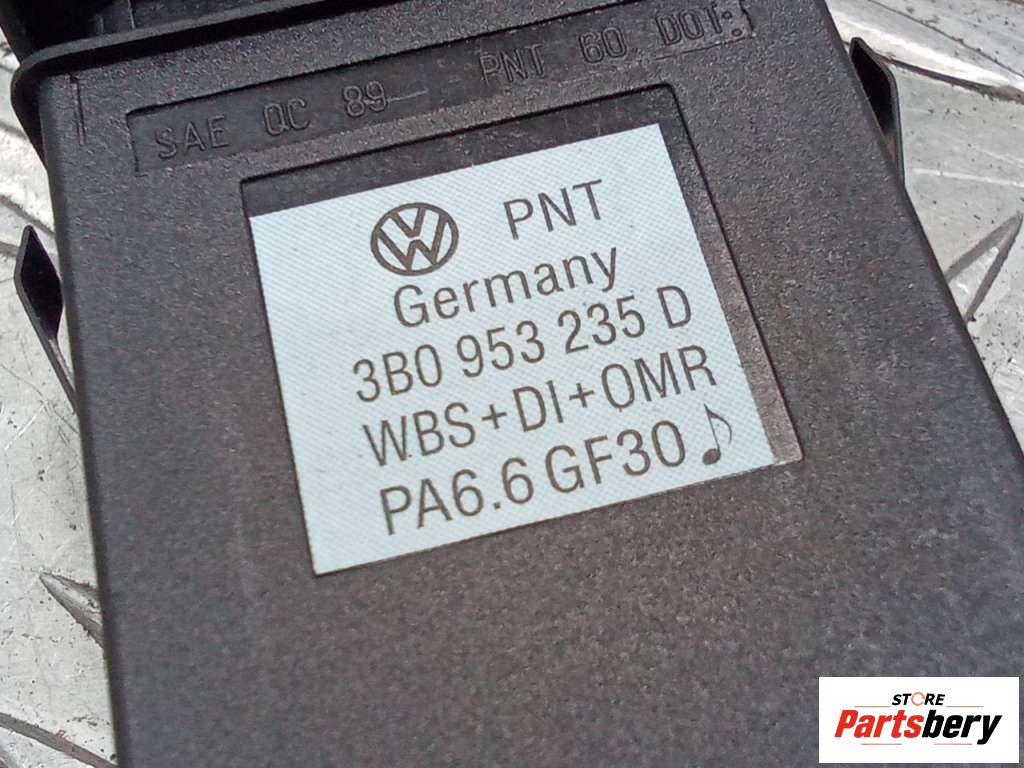 SAE QC 89 PNT 60 DOT:
PNT
Germany
3B0 953 235 D
WBS+DI+OMR
PA6.6 GF30
STORE
Partsbery